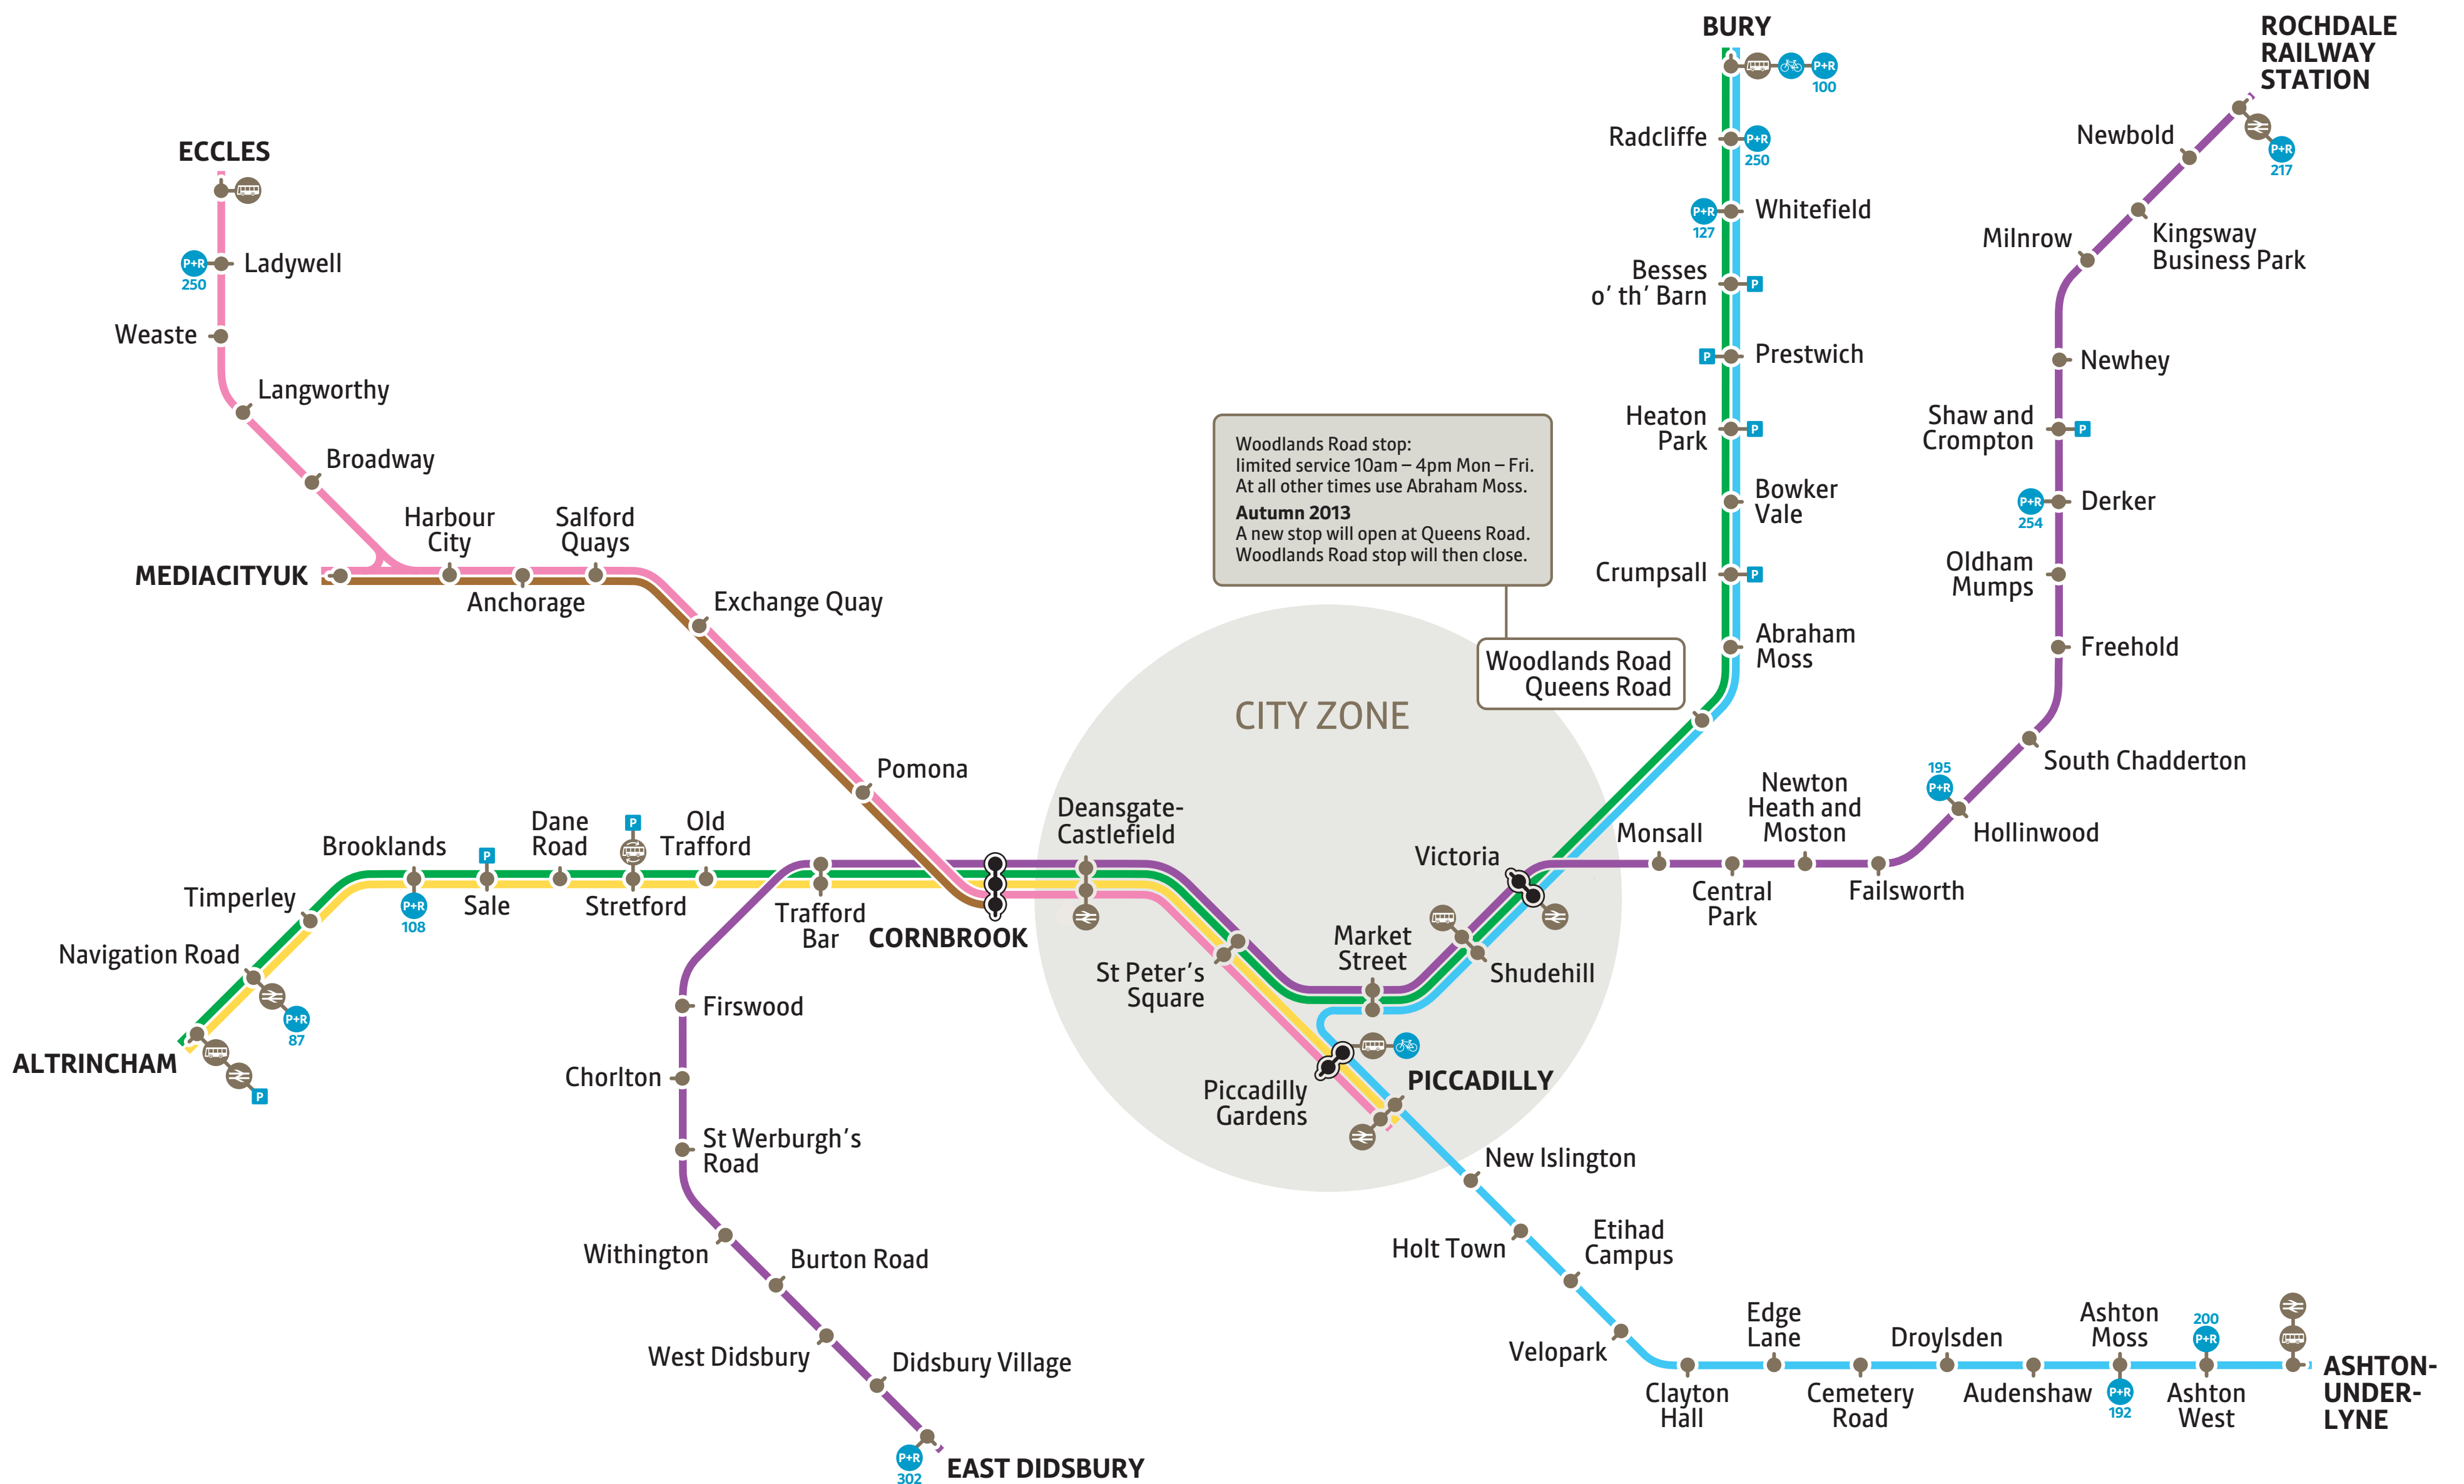 BURY
P+R
100
ROCHDALE
RAILWAY
STATION
P+R
217
Radcliffe
P+R
250
Newbold
ECCLES
P+R
127
Whitefield
Milnrow
Kingsway
Business Park
P+R
250
Ladywell
Besses
o’ th’ Barn
P
Weaste
P
Prestwich
Newhey
Langworthy
Heaton
Park
P
Shaw and
Crompton
P
Broadway
Woodlands Road stop:
limited service 10am – 4pm Mon – Fri.
At all other times use Abraham Moss.
Autumn 2013
A new stop will open at Queens Road.
Woodlands Road stop will then close.
Bowker
Vale
P+R
254
Derker
Harbour
City
Salford
Quays
MEDIACITYUK
Anchorage
Crumpsall
P
Oldham
Mumps
Exchange Quay
Abraham
Moss
Freehold
Woodlands Road
Queens Road
CITY ZONE
South Chadderton
Pomona
195
P+R
Hollinwood
Newton
Heath and
Moston
Monsall
Central
Park
Failsworth
Deansgate-
Castlefield
Victoria
Brooklands
P+R
108
P
Sale
Dane
Road
P
Stretford
Old
Trafford
Trafford
Bar
CORNBROOK
Timperley
Navigation Road
P+R
87
ALTRINCHAM
P
St Peter’s
Square
Market
Street
Shudehill
Firswood
Chorlton
Piccadilly
Gardens
PICCADILLY
St Werburgh’s
Road
New Islington
Withington
Burton Road
Holt Town
Etihad
Campus
West Didsbury
Didsbury Village
Velopark
Clayton
Hall
Edge
Lane
Cemetery
Road
Droylsden
Audenshaw
Ashton
Moss
P+R
192
200
P+R
Ashton
West
ASHTON-
UNDER-
LYNE
P+R
302
EAST DIDSBURY